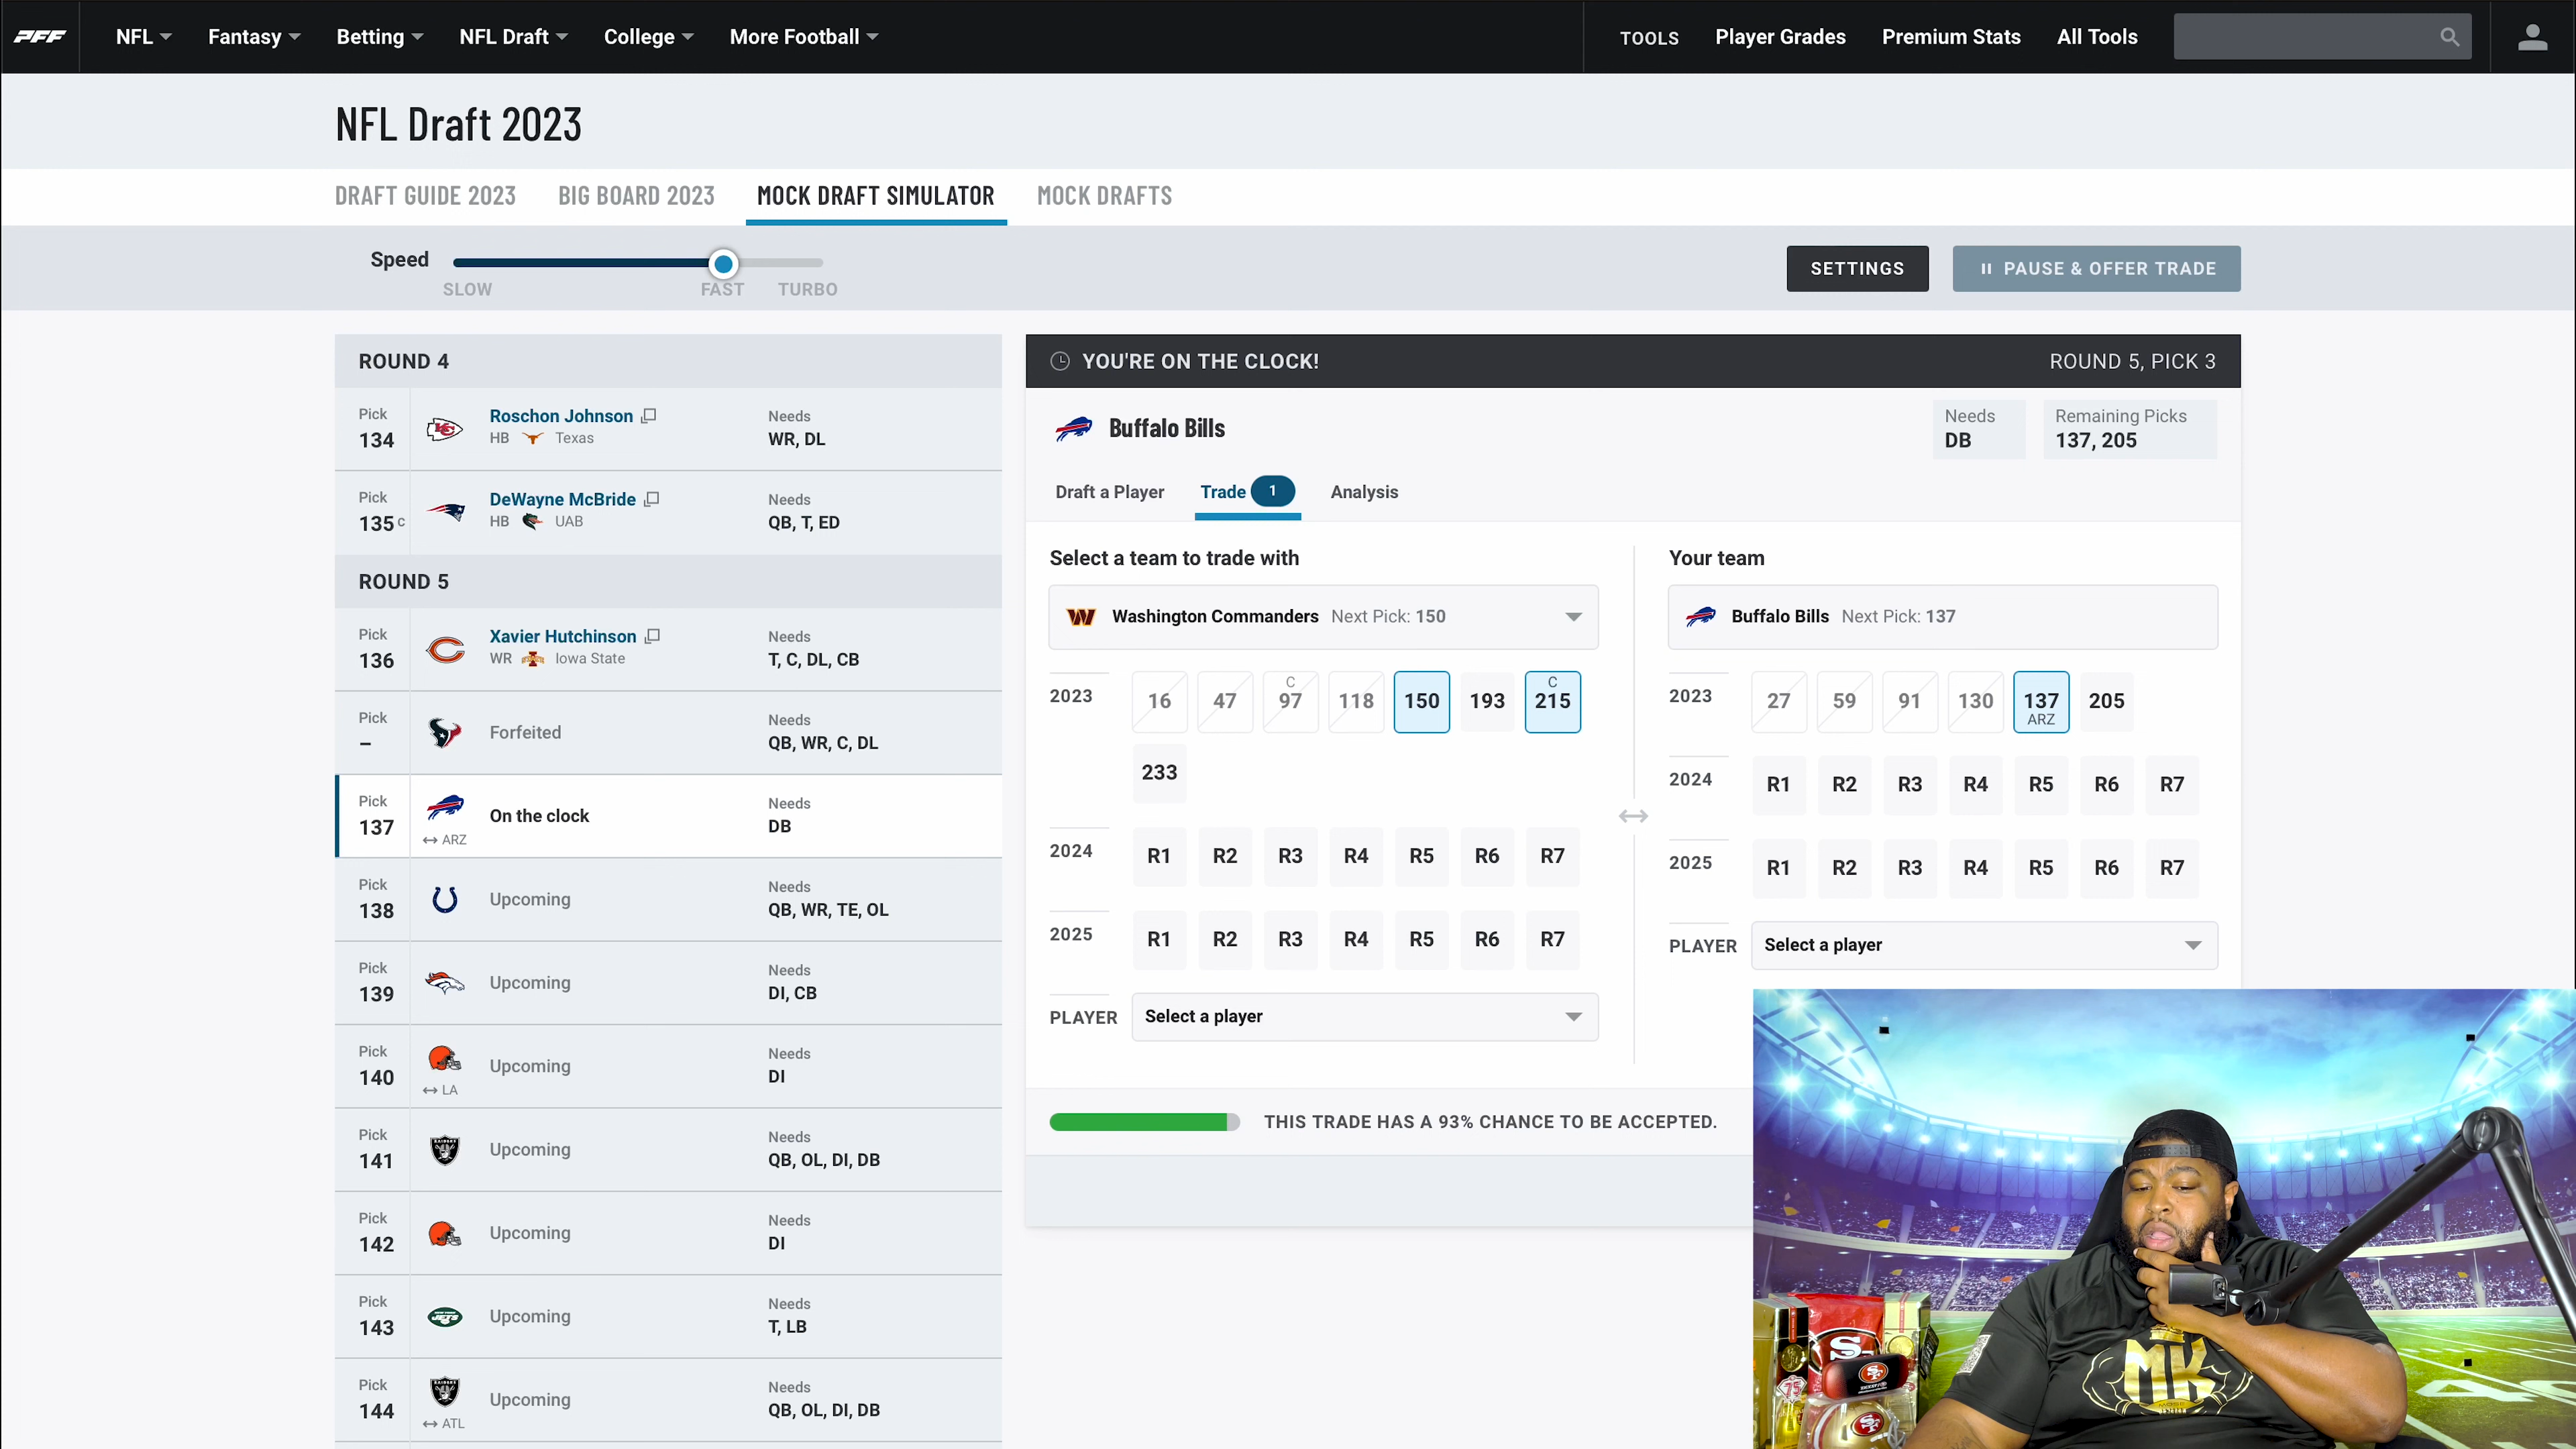 PFF
NFL
Fantasy
Betting
NFL Draft
College
More Football
TOOLS
Player Grades
Premium Stats
All Tools
NFL Draft 2023
DRAFT GUIDE 2023
BIG BOARD 2023
MOCK DRAFT SIMULATOR
MOCK DRAFTS
Speed
SLOW
FAST
TURBO
SETTINGS
PAUSE & OFFER TRADE
ROUND 4
Pick
134
Roschon Johnson
HB Texas
Needs
WR, DL
Pick
135 C
DeWayne McBride
HB UAB
Needs
QB, T, ED
ROUND 5
Pick
136
Xavier Hutchinson
WR Iowa State
Needs
T, C, DL, CB
Pick
–
Forfeited
Needs
QB, WR, C, DL
Pick
137
ARZ
On the clock
Needs
DB
Pick
138
Upcoming
Needs
QB, WR, TE, OL
Pick
139
Upcoming
Needs
DI, CB
Pick
140
LA
Upcoming
Needs
DI
Pick
141
Upcoming
Needs
QB, OL, DI, DB
Pick
142
Upcoming
Needs
DI
Pick
143
Upcoming
Needs
T, LB
Pick
144
ATL
Upcoming
Needs
QB, OL, DI, DB
YOU'RE ON THE CLOCK!
ROUND 5, PICK 3
Buffalo Bills
Needs
DB
Remaining Picks
137, 205
Draft a Player
Trade 1
Analysis
Select a team to trade with
Washington Commanders Next Pick: 150
2023
16 47 C 97 118 150 193 C 215
233
2024
R1 R2 R3 R4 R5 R6 R7
2025
R1 R2 R3 R4 R5 R6 R7
PLAYER
Select a player
Your team
Buffalo Bills Next Pick: 137
2023
27 59 91 130 137 ARZ 205
2024
R1 R2 R3 R4 R5 R6 R7
2025
R1 R2 R3 R4 R5 R6 R7
PLAYER
Select a player
THIS TRADE HAS A 93% CHANCE TO BE ACCEPTED.
MK
SF
75